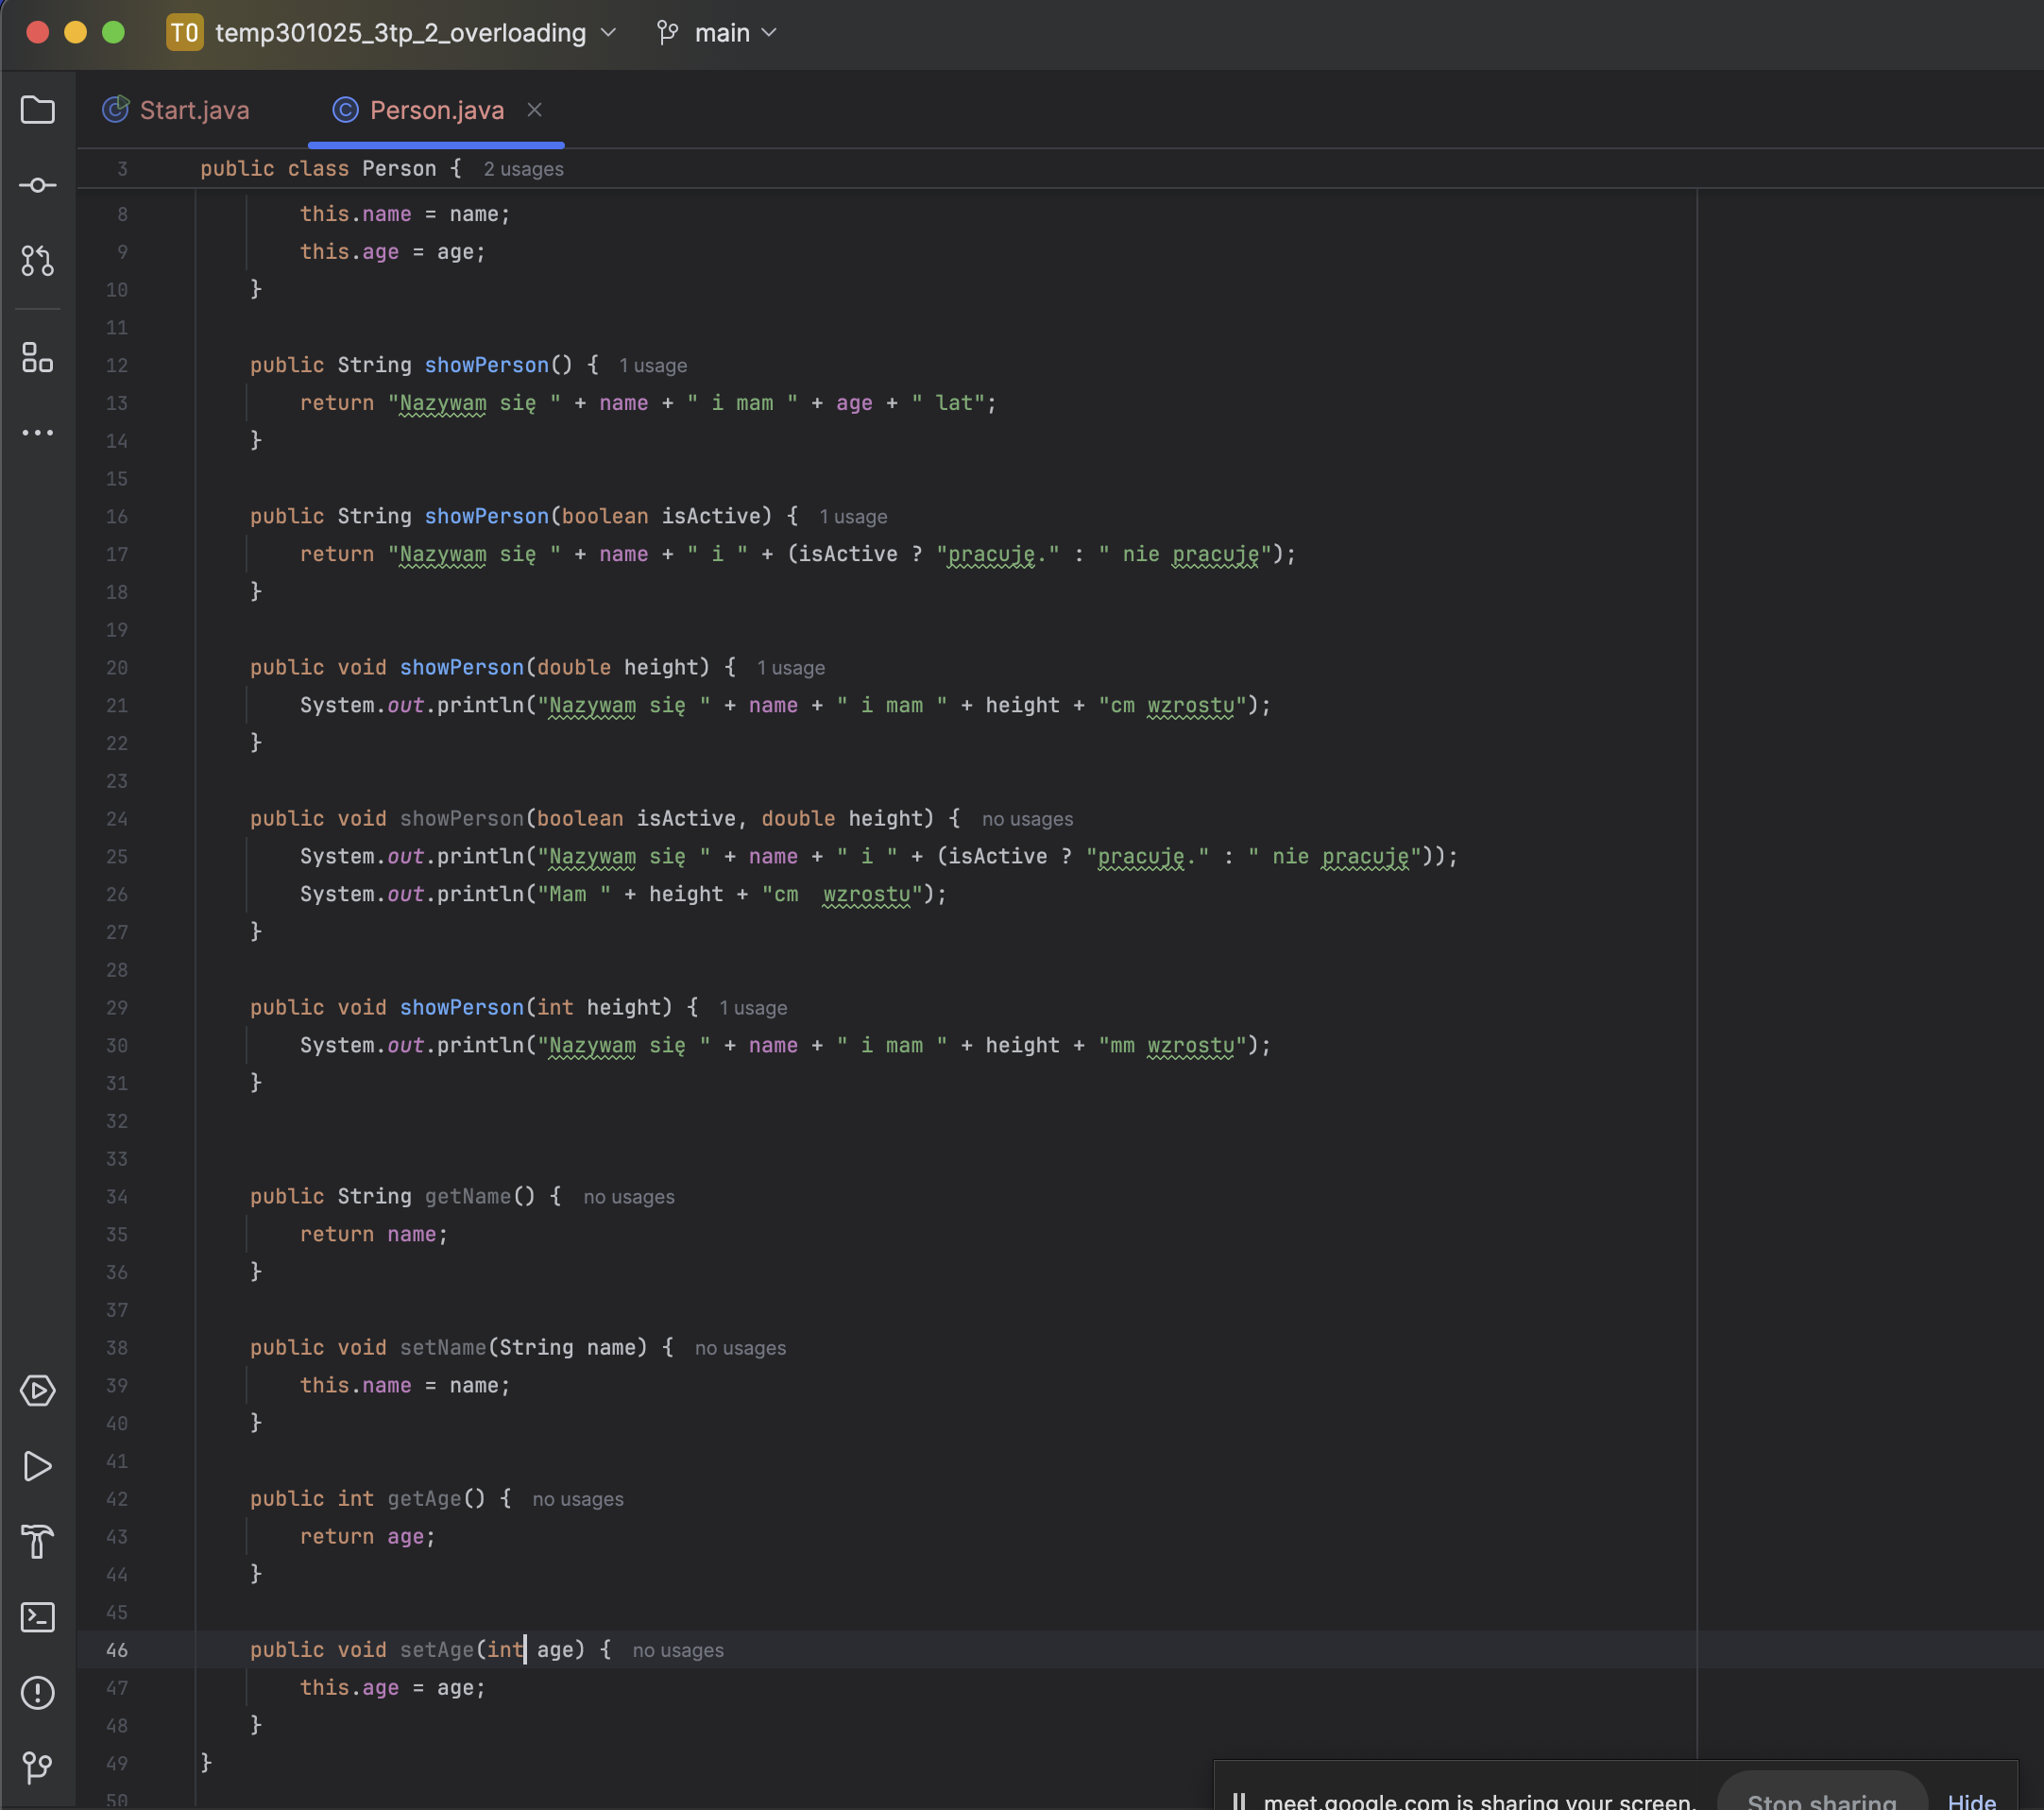 T0 temp301025_3tp_2_overloading main
Start.java Person.java
3 public class Person { 2 usages
8 this.name = name;
9 this.age = age;
10 }
11
12 public String showPerson() { 1 usage
13 return "Nazywam się " + name + " i mam " + age + " lat";
14 }
15
16 public String showPerson(boolean isActive) { 1 usage
17 return "Nazywam się " + name + " i " + (isActive ? "pracuję." : " nie pracuję");
18 }
19
20 public void showPerson(double height) { 1 usage
21 System.out.println("Nazywam się " + name + " i mam " + height + "cm wzrostu");
22 }
23
24 public void showPerson(boolean isActive, double height) { no usages
25 System.out.println("Nazywam się " + name + " i " + (isActive ? "pracuję." : " nie pracuję"));
26 System.out.println("Mam " + height + "cm  wzrostu");
27 }
28
29 public void showPerson(int height) { 1 usage
30 System.out.println("Nazywam się " + name + " i mam " + height + "mm wzrostu");
31 }
32
33
34 public String getName() { no usages
35 return name;
36 }
37
38 public void setName(String name) { no usages
39 this.name = name;
40 }
41
42 public int getAge() { no usages
43 return age;
44 }
45
46 public void setAge(int age) { no usages
47 this.age = age;
48 }
49 }
50
meet.google.com is sharing your screen. Stop sharing Hide